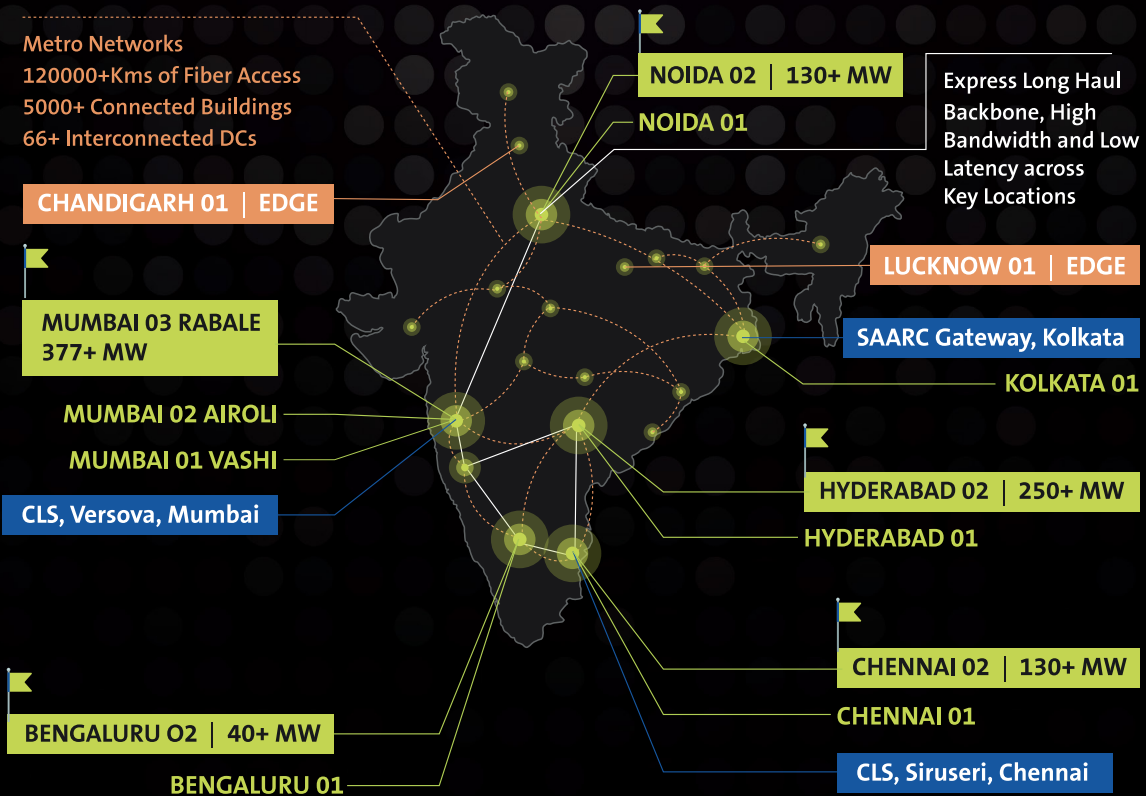 Metro Networks
120000+Kms of Fiber Access
5000+ Connected Buildings
66+ Interconnected DCs
NOIDA 02 | 130+ MW
NOIDA 01
Express Long Haul
Backbone, High
Bandwidth and Low
Latency across
Key Locations
CHANDIGARH 01 | EDGE
LUCKNOW 01 | EDGE
MUMBAI 03 RABALE
377+ MW
SAARC Gateway, Kolkata
KOLKATA 01
MUMBAI 02 AIROLI
MUMBAI 01 VASHI
CLS, Versova, Mumbai
HYDERABAD 02 | 250+ MW
HYDERABAD 01
CHENNAI 02 | 130+ MW
CHENNAI 01
BENGALURU O2 | 40+ MW
BENGALURU 01
CLS, Siruseri, Chennai